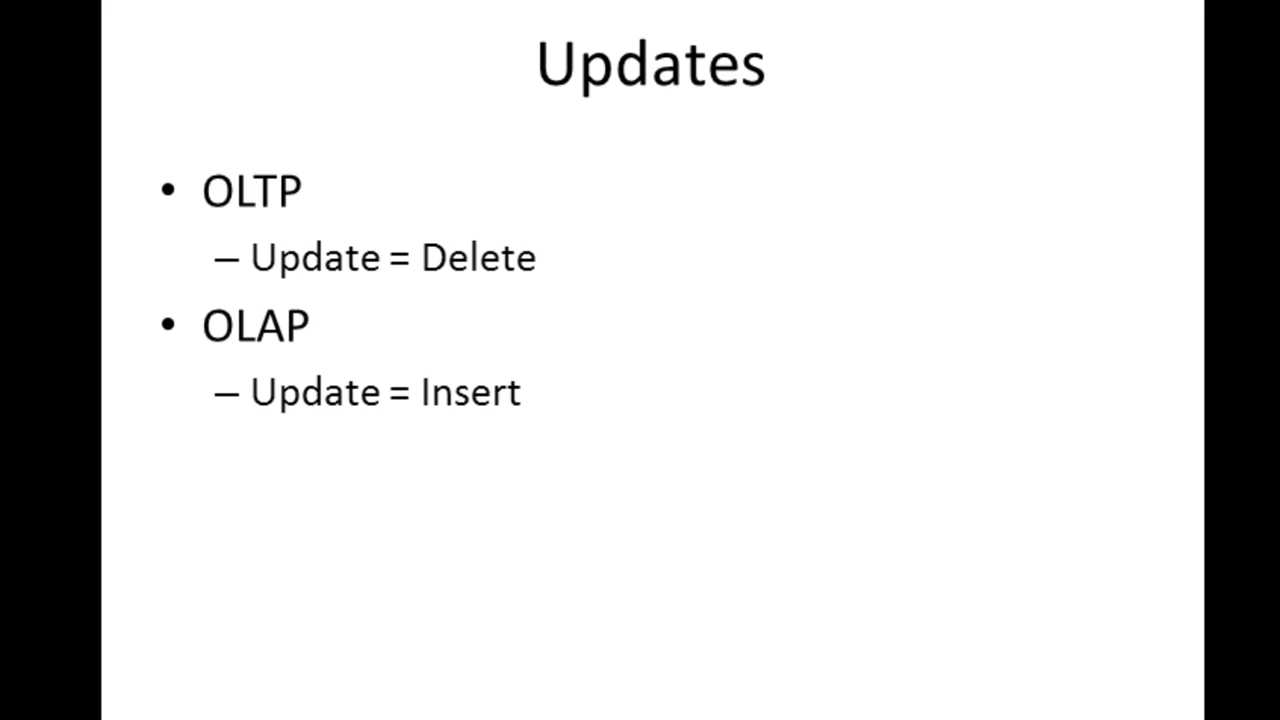 Updates
• OLTP
– Update = Delete
• OLAP
– Update = Insert